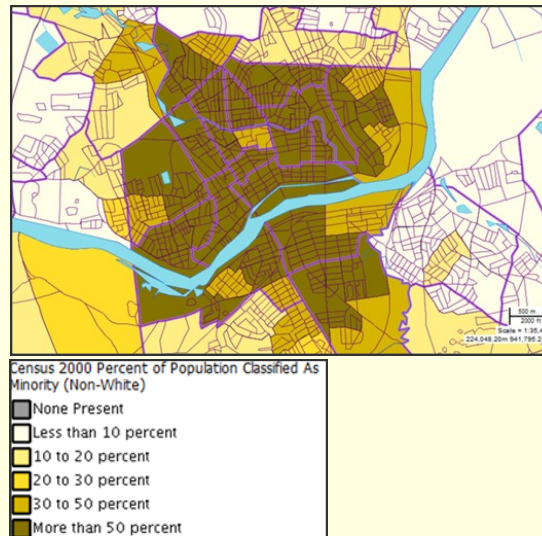 6
500 m
2000 ft
Scale = 1:35,4
224,048.20m 941,795.2
Census 2000 Percent of Population Classified As
Minority (Non-White)
None Present
Less than 10 percent
10 to 20 percent
20 to 30 percent
30 to 50 percent
More than 50 percent